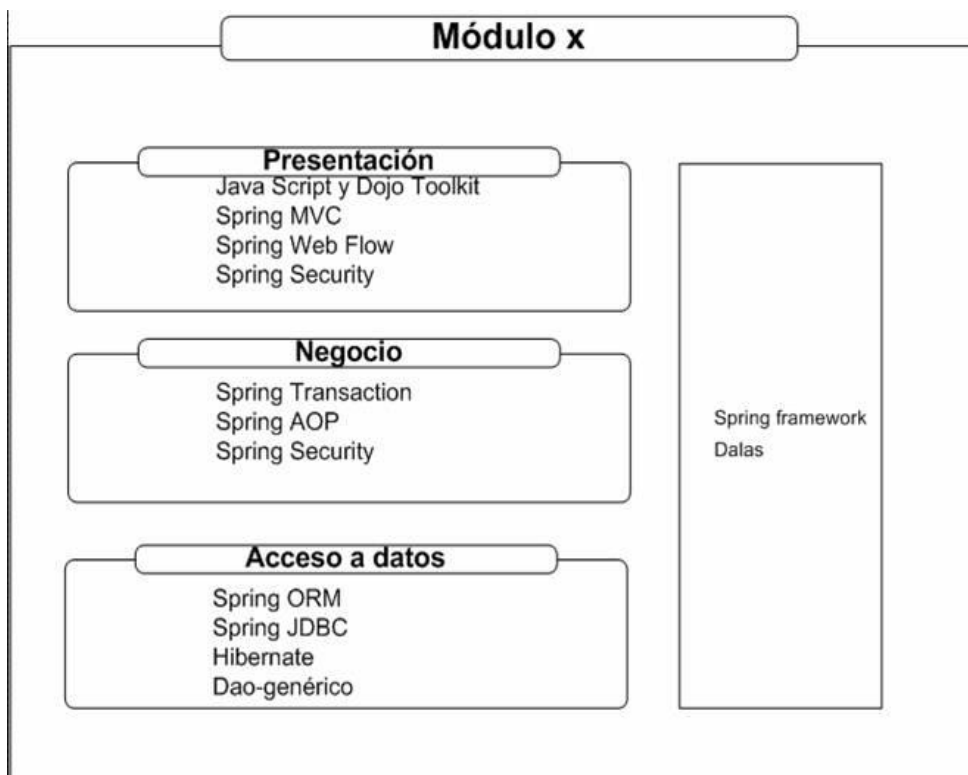 Módulo x
Presentación
Java Script y Dojo Toolkit
Spring MVC
Spring Web Flow
Spring Security
Negocio
Spring Transaction
Spring AOP
Spring Security
Acceso a datos
Spring ORM
Spring JDBC
Hibernate
Dao-genérico
Spring framework
Dalas